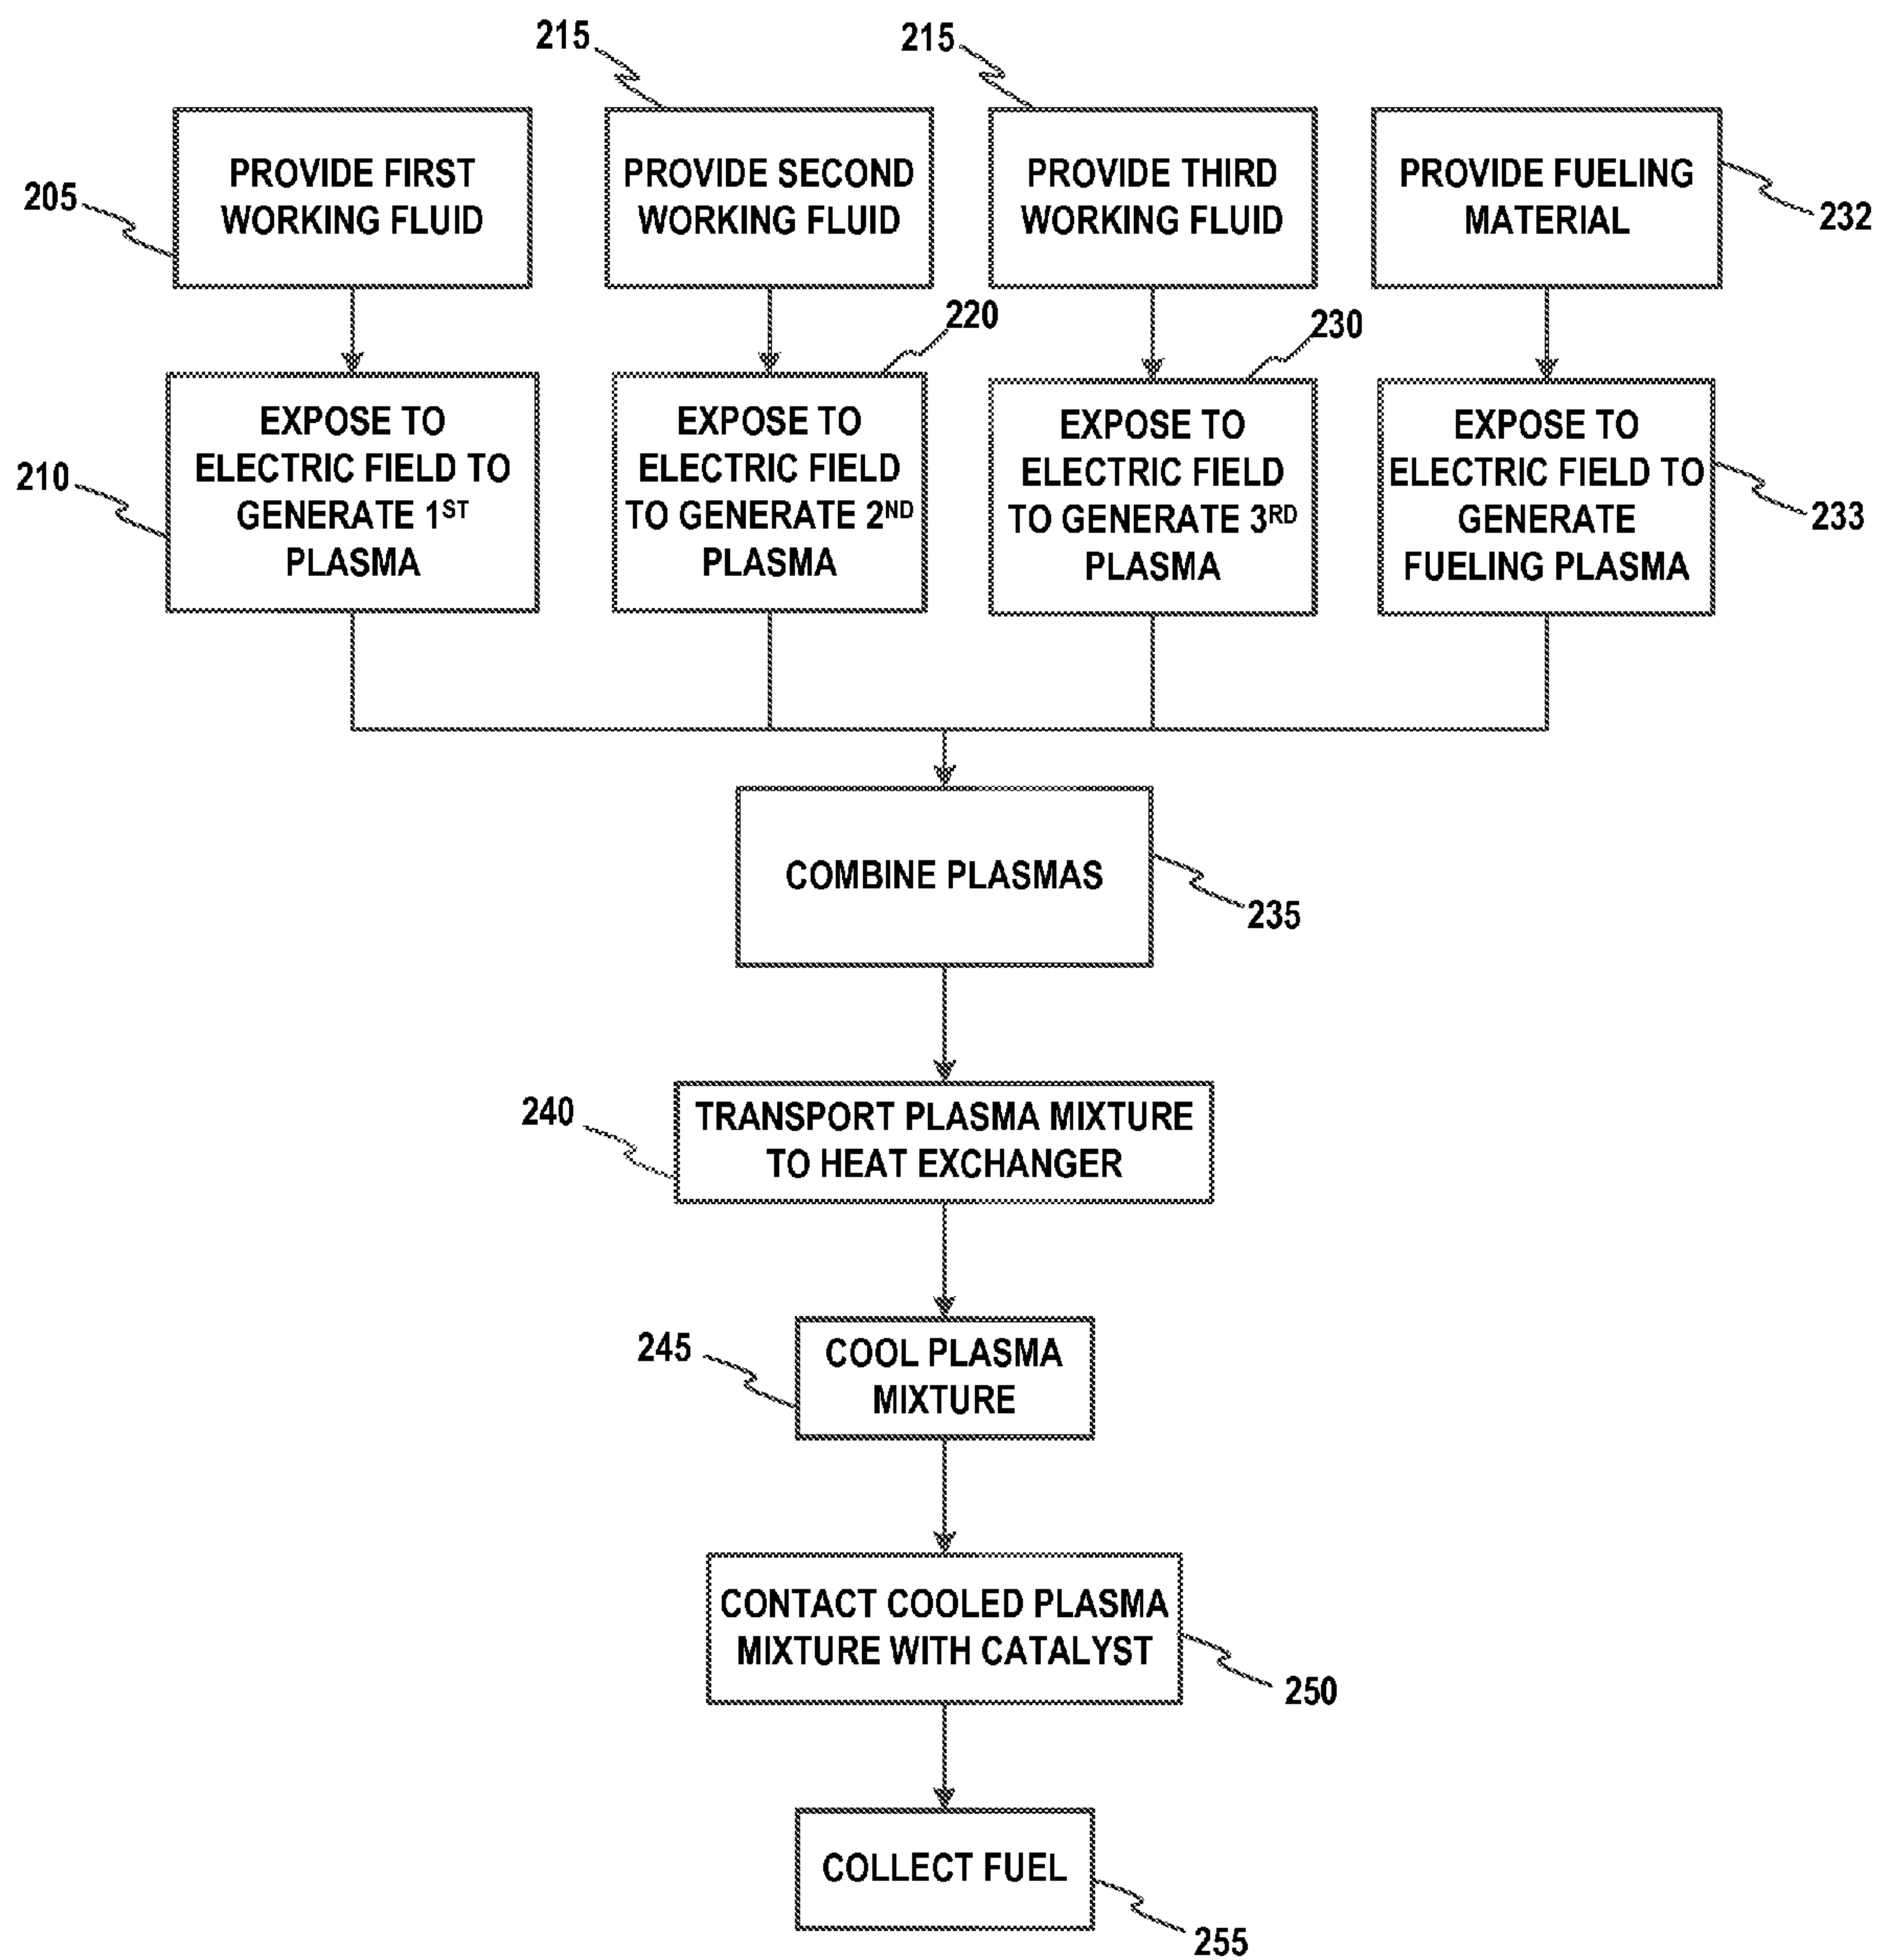 215
215
PROVIDE FIRST
WORKING FLUID
205
PROVIDE SECOND
WORKING FLUID
PROVIDE THIRD
WORKING FLUID
PROVIDE FUELING
MATERIAL
232
220
230
EXPOSE TO
ELECTRIC FIELD TO
GENERATE 1ST
PLASMA
210
EXPOSE TO
ELECTRIC FIELD
TO GENERATE 2ND
PLASMA
EXPOSE TO
ELECTRIC FIELD
TO GENERATE 3RD
PLASMA
EXPOSE TO
ELECTRIC FIELD TO
GENERATE
FUELING PLASMA
233
COMBINE PLASMAS
235
240
TRANSPORT PLASMA MIXTURE
TO HEAT EXCHANGER
245
COOL PLASMA
MIXTURE
CONTACT COOLED PLASMA
MIXTURE WITH CATALYST
250
COLLECT FUEL
255